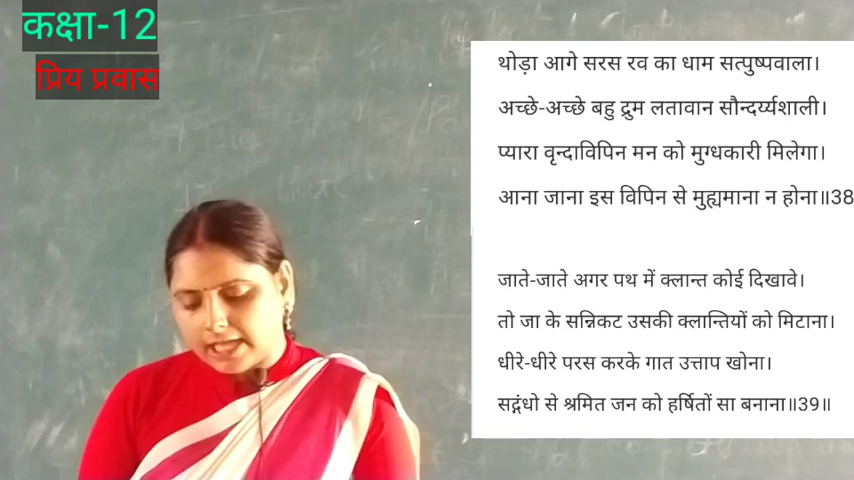 कक्षा-12
प्रिय प्रवास
थोड़ा आगे सरस रव का धाम सत्पुष्पवाला।
अच्छे-अच्छे बहु द्रुम लतावान सौन्दर्य्यशाली।
प्यारा वृन्दाविपिन मन को मुग्धकारी मिलेगा।
आना जाना इस विपिन से मुह्यमाना न होना॥38
जाते-जाते अगर पथ में क्लान्त कोई दिखावे।
तो जा के सन्निकट उसकी क्लान्तियों को मिटाना।
धीरे-धीरे परस करके गात उत्ताप खोना।
सद्गंधो से श्रमित जन को हर्षितों सा बनाना॥39॥